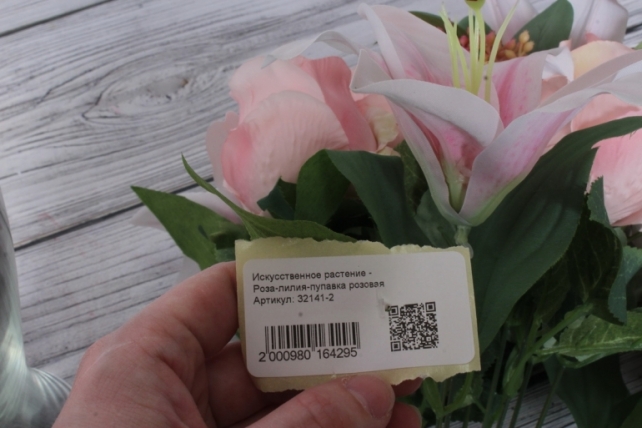 Искусственное растение -
Роза-лилия-пупавка розовая
Артикул: 32141-2
2 000980 164295